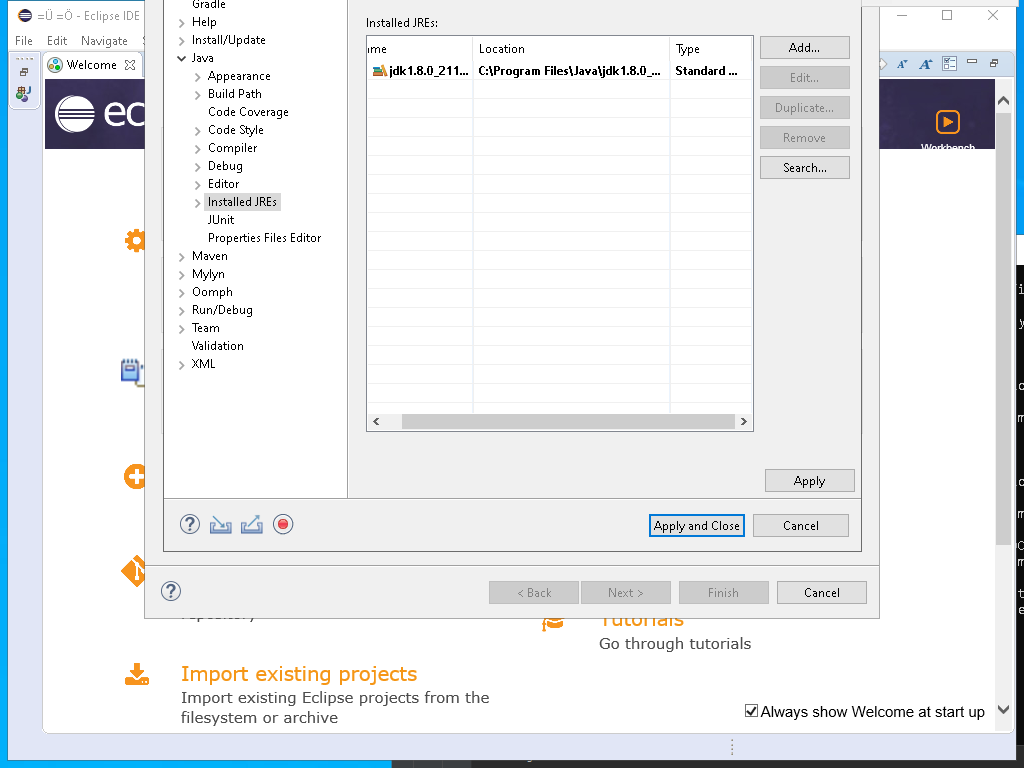 =Ü =Ö - Eclipse IDE
File Edit Navigate
Welcome
ec
Workbench
Gradle
Help
Install/Update
Java
Appearance
Build Path
Code Coverage
Code Style
Compiler
Debug
Editor
Installed JREs
JUnit
Properties Files Editor
Maven
Mylyn
Oomph
Run/Debug
Team
Validation
XML
Installed JREs:
me Location Type
jdk1.8.0_211... C:\Program Files\Java\jdk1.8.0_... Standard ...
Add...
Edit...
Duplicate...
Remove
Search...
Apply
Apply and Close Cancel
< Back Next > Finish Cancel
repository
Tutorials
Go through tutorials
Import existing projects
Import existing Eclipse projects from the
filesystem or archive
Always show Welcome at start up